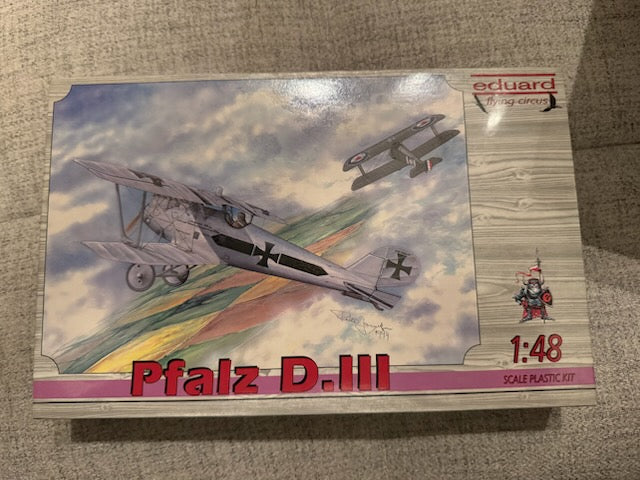 eduard
flying circus
Pfalz D.III
1:48
SCALE PLASTIC KIT